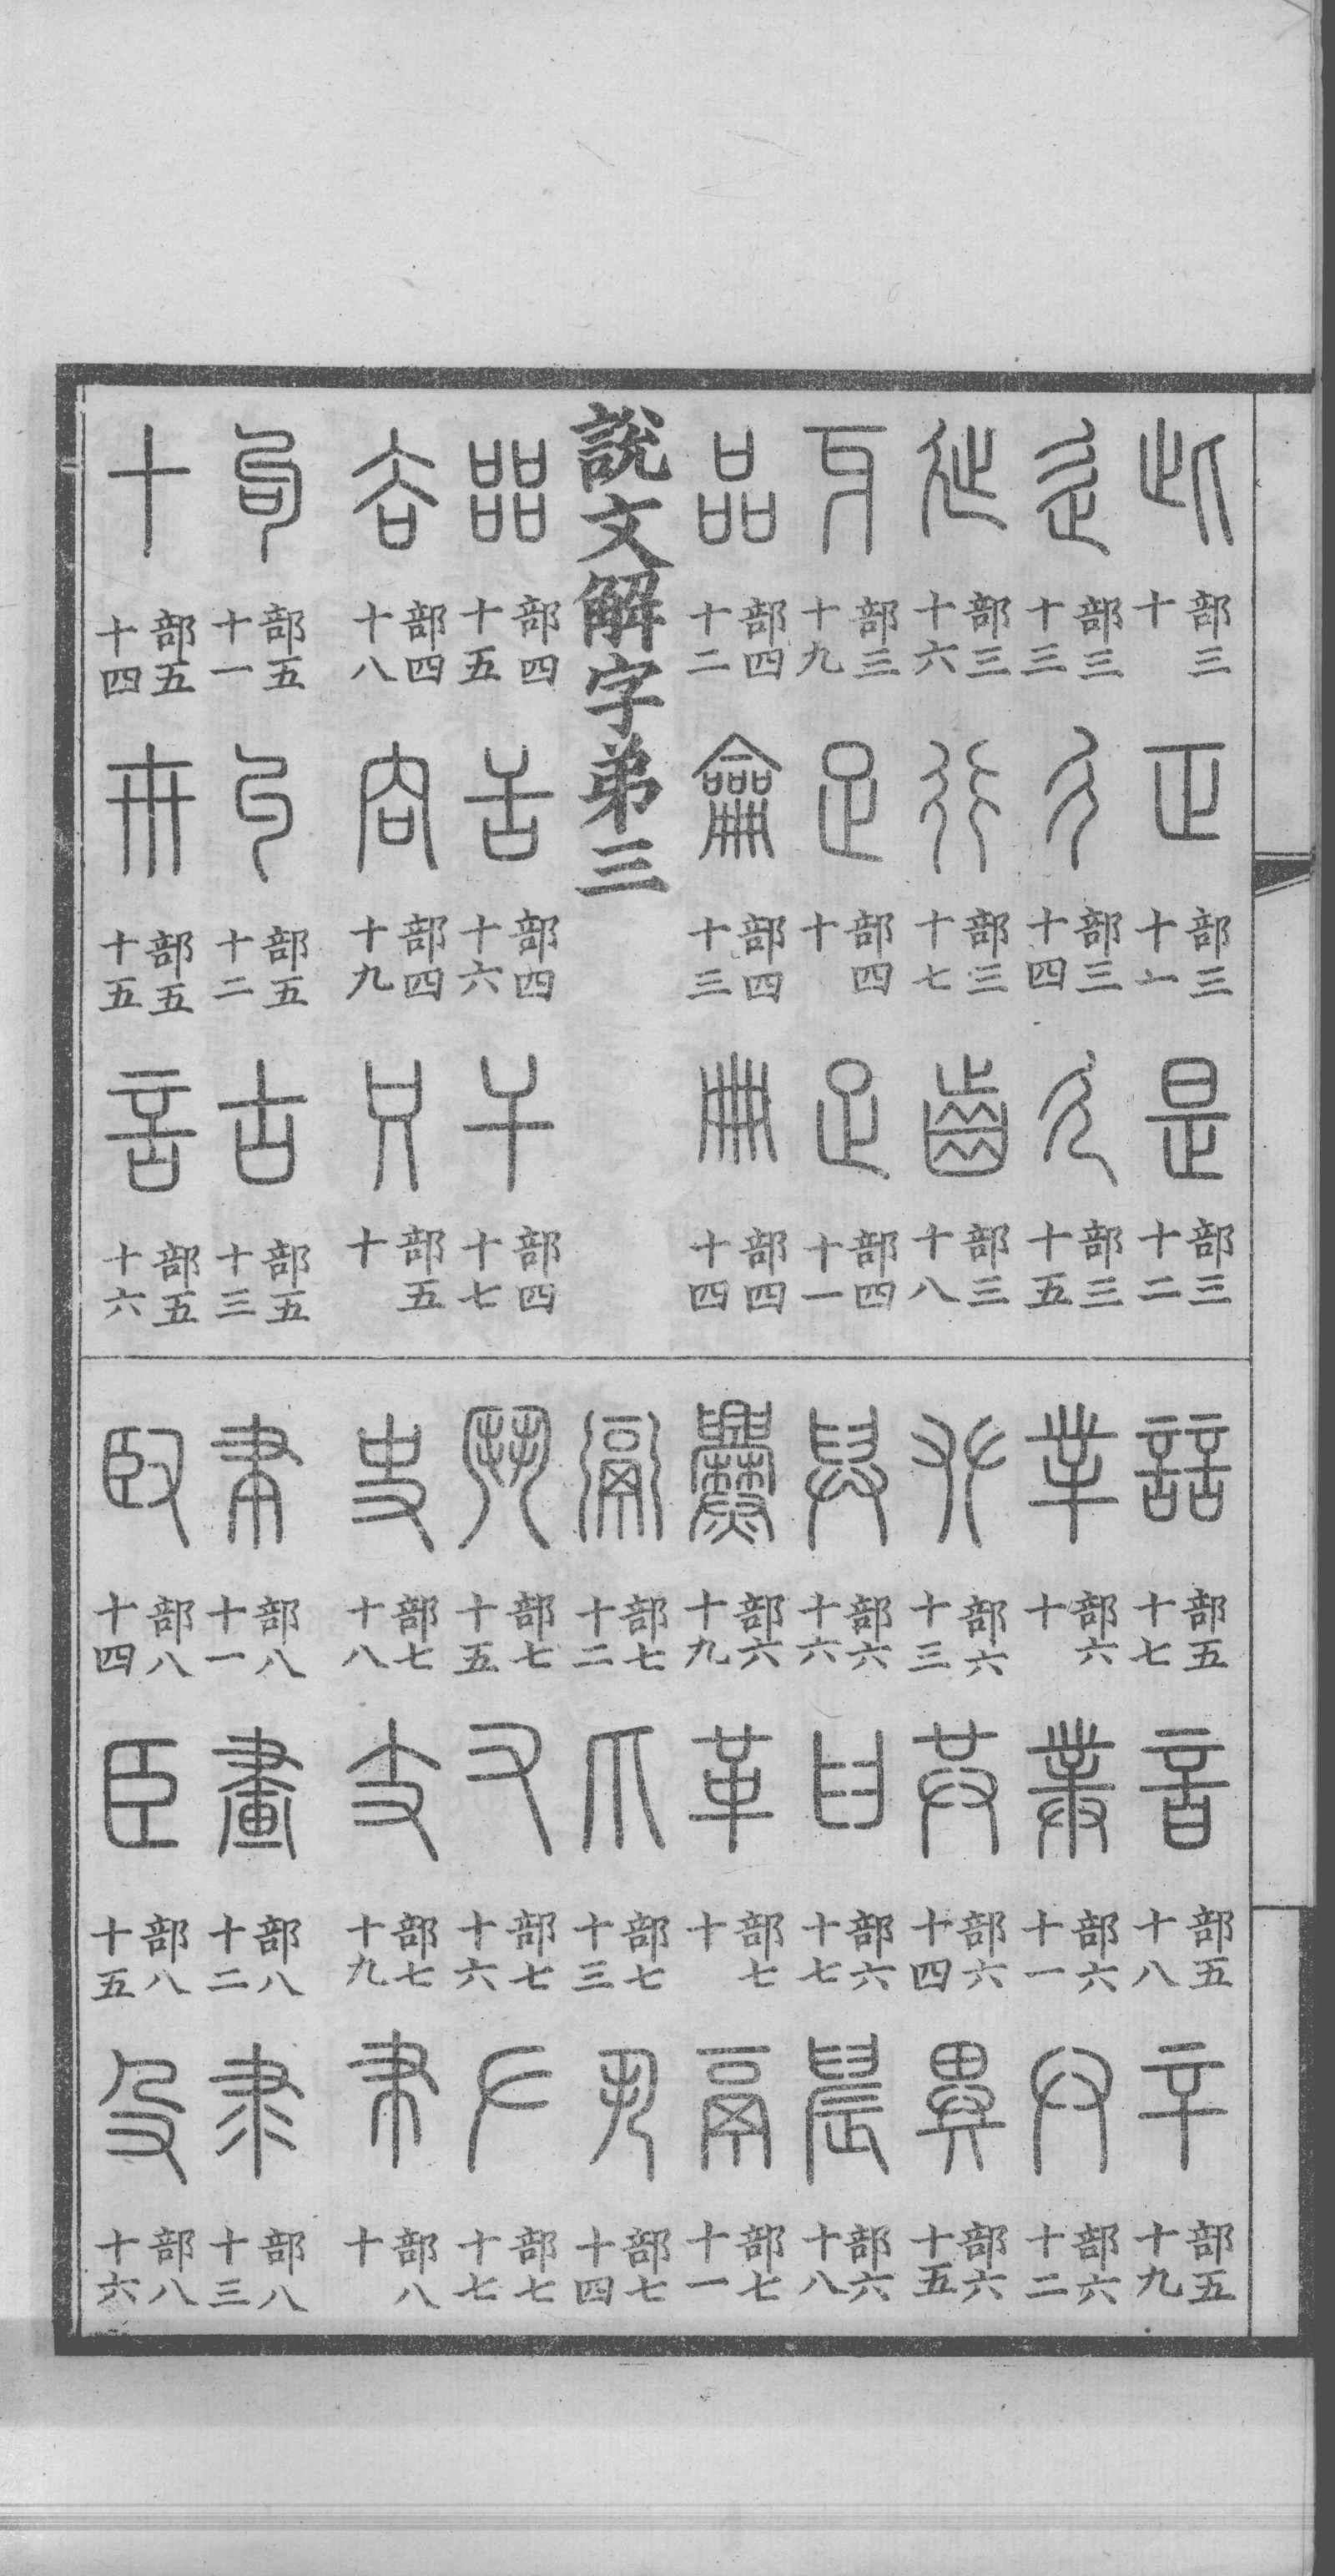 此部三十正部三十一是部三十二
辵部三十三彳部三十四廴部三十五
㢟部三十六行部三十七齒部三十八
牙部三十九足部四十疋部四十一
品部四十二龠部四十三冊部四十四
說文解字弟三
㗊部四十五舌部四十六干部四十七
𧮫部四十八㕯部四十九只部五十
句部五十一丩部五十二古部五十三
十部五十四卅部五十五言部五十六
誩部五十七音部五十八䇂部五十九
丵部六十菐部六十一廾部六十二
𠬜部六十三共部六十四異部六十五
舁部六十六𦥑部六十七晨部六十八
爨部六十九革部七十鬲部七十一
䰜部七十二爪部七十三丮部七十四
鬥部七十五又部七十六𠂇部七十七
史部七十八支部七十九𦘒部八十
聿部八十一畫部八十二隶部八十三
臤部八十四臣部八十五殳部八十六